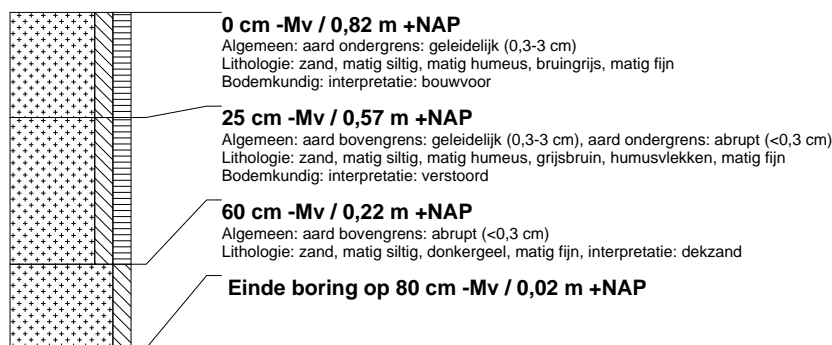 0 cm -Mv / 0,82 m +NAP
Algemeen: aard ondergrens: geleidelijk (0,3-3 cm)
Lithologie: zand, matig siltig, matig humeus, bruingrijs, matig fijn
Bodemkundig: interpretatie: bouwvoor
25 cm -Mv / 0,57 m +NAP
Algemeen: aard bovengrens: geleidelijk (0,3-3 cm), aard ondergrens: abrupt (<0,3 cm)
Lithologie: zand, matig siltig, matig humeus, grijsbruin, humusvlekken, matig fijn
Bodemkundig: interpretatie: verstoord
60 cm -Mv / 0,22 m +NAP
Algemeen: aard bovengrens: abrupt (<0,3 cm)
Lithologie: zand, matig siltig, donkergeel, matig fijn, interpretatie: dekzand
Einde boring op 80 cm -Mv / 0,02 m +NAP